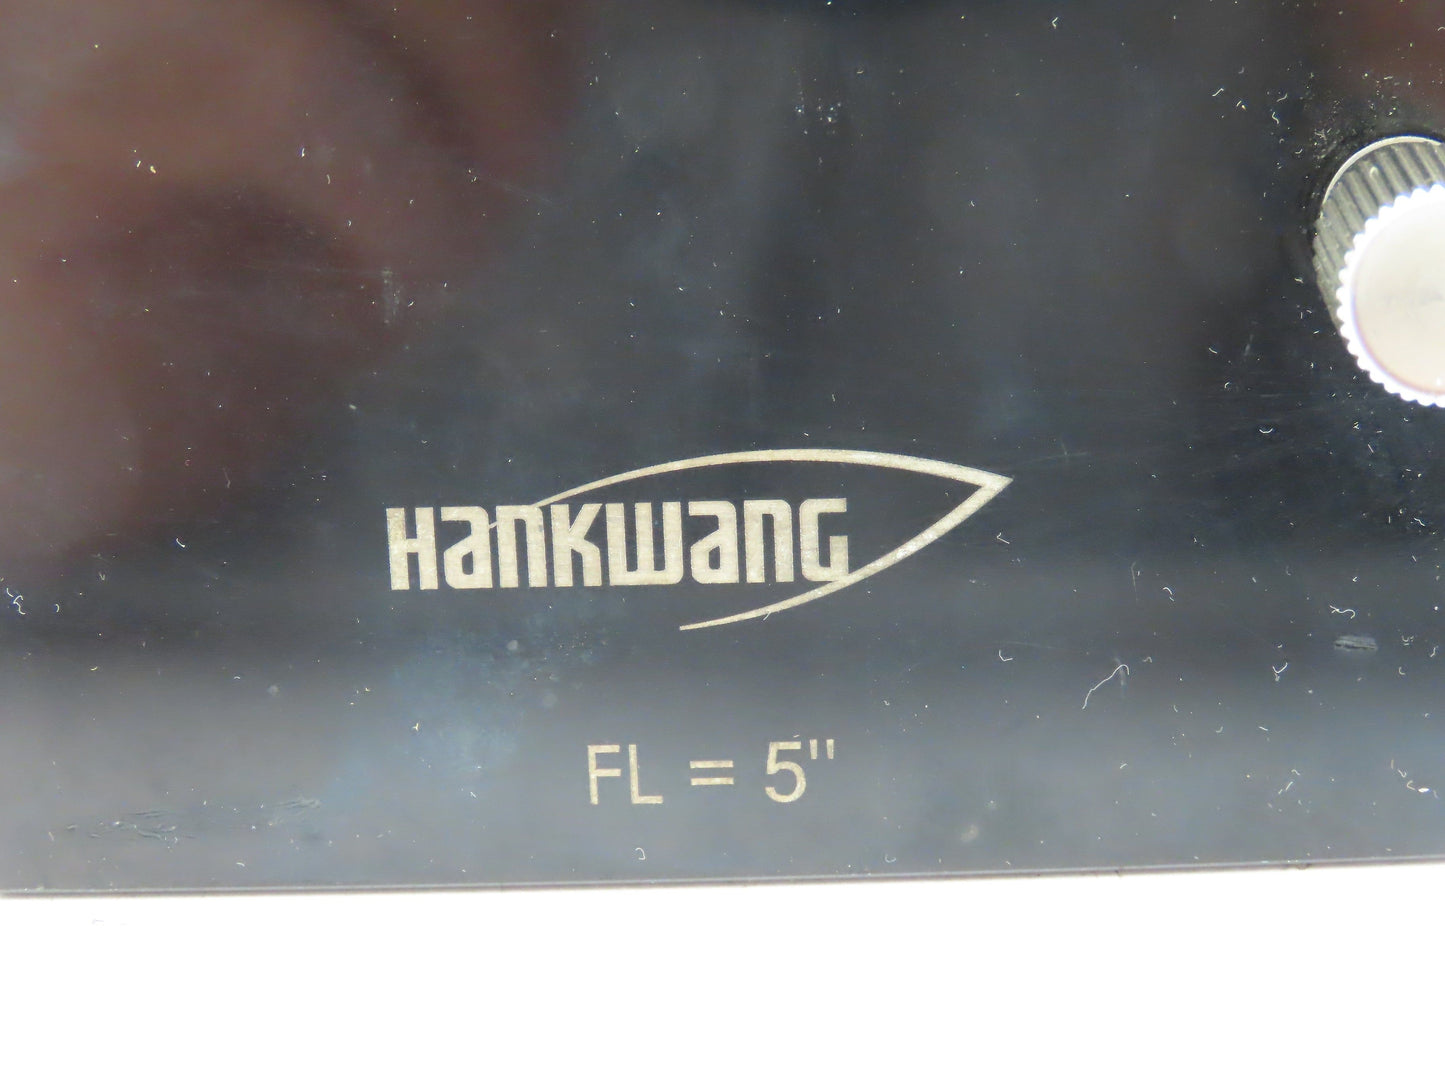 HANKWANG
FL = 5"